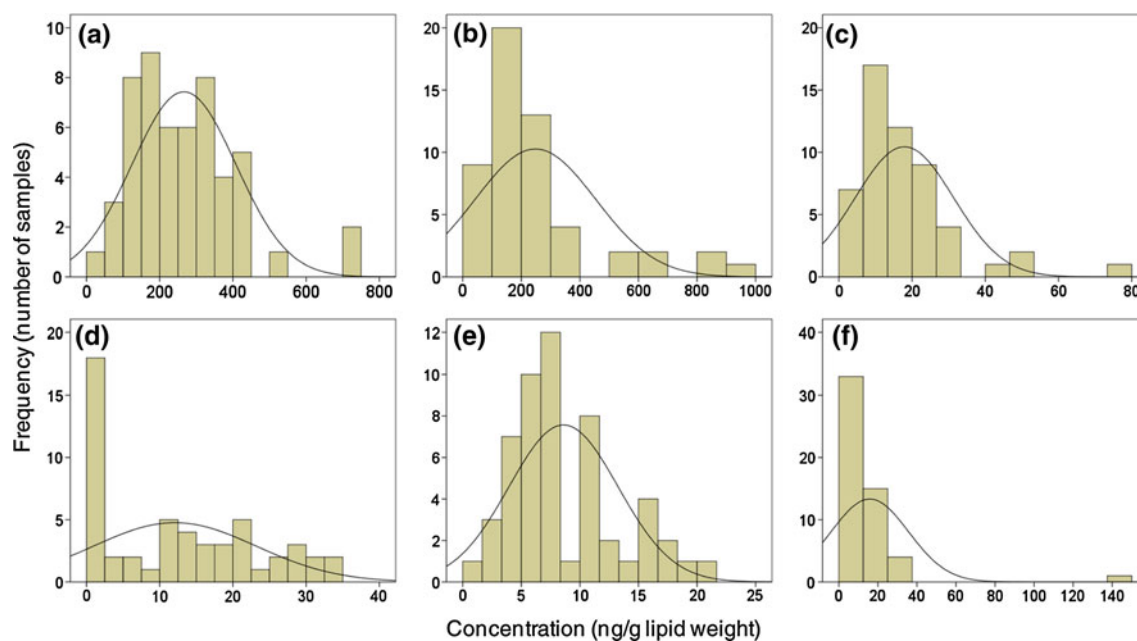 (a)
10
8
6
4
2
0
0 200 400 600 800
(b)
20
15
10
5
0
0 200 400 600 800 1000
(c)
20
15
10
5
0
0 20 40 60 80
(d)
20
15
10
5
0
0 10 20 30 40
(e)
12
10
8
6
4
2
0
0 5 10 15 20 25
(f)
40
30
20
10
0
0 20 40 60 80 100 120 140
Frequency (number of samples)
Concentration (ng/g lipid weight)